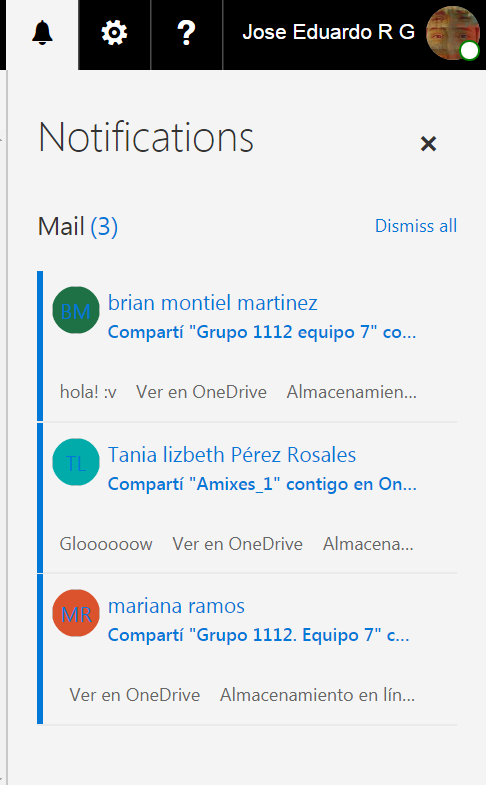 ? Jose Eduardo R G
Notifications
Mail (3) Dismiss all
BM brian montiel martinez
Compartí "Grupo 1112 equipo 7" co...
hola! :v Ver en OneDrive Almacenamien...
TL Tania lizbeth Pérez Rosales
Compartí "Amixes_1" contigo en On...
Gloooooow Ver en OneDrive Almacena...
MR mariana ramos
Compartí "Grupo 1112. Equipo 7" c...
Ver en OneDrive Almacenamiento en lín...